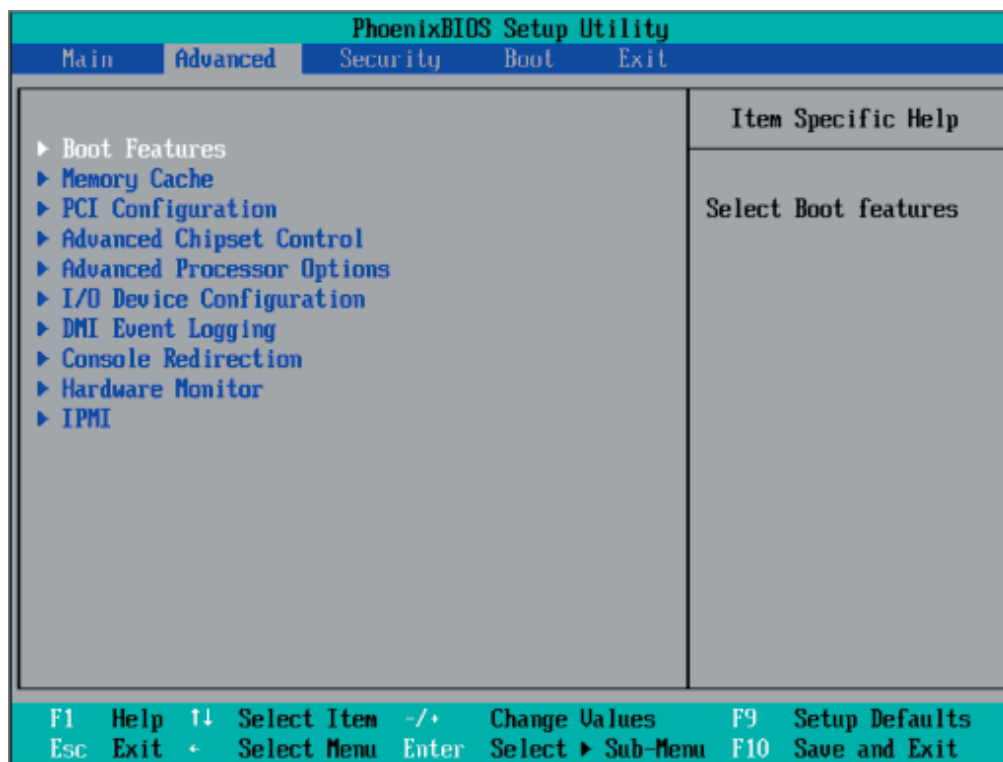 PhoenixBIOS Setup Utility
Main Advanced Security Boot Exit
Item Specific Help
▶ Boot Features
▶ Memory Cache
▶ PCI Configuration
Select Boot features
▶ Advanced Chipset Control
▶ Advanced Processor Options
▶ I/O Device Configuration
▶ DMI Event Logging
▶ Console Redirection
▶ Hardware Monitor
▶ IPMI
F1 Help ↑↓ Select Item -/+ Change Values F9 Setup Defaults
Esc Exit ← Select Menu Enter Select ▶ Sub-Menu F10 Save and Exit